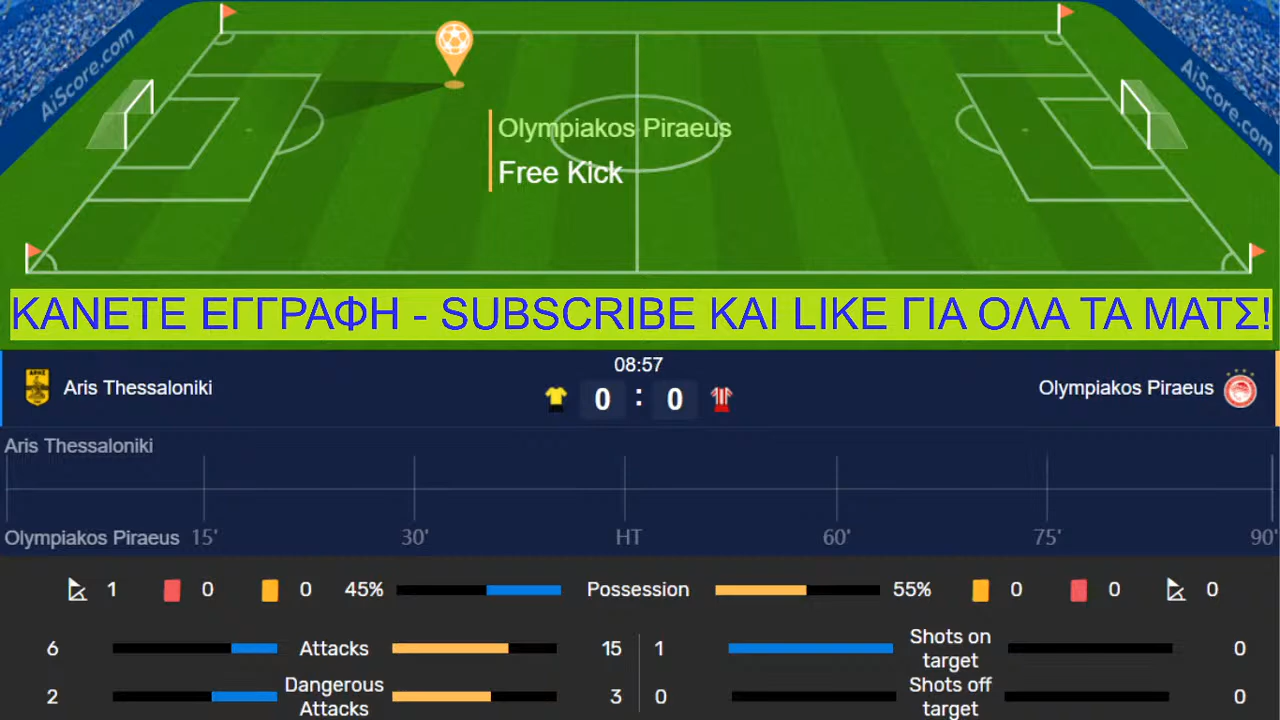 AiScore.com
AiScore.com
Olympiakos Piraeus
Free Kick
ΚΑΝΕΤΕ ΕΓΓΡΑΦΗ - SUBSCRIBE ΚΑΙ LIKE ΓΙΑ ΟΛΑ ΤΑ ΜΑΤΣ!
08:57
Aris Thessaloniki
0 : 0
Olympiakos Piraeus
Aris Thessaloniki
Olympiakos Piraeus 15' 30' HT 60' 75' 90'
1 0 0 45% Possession 55% 0 0 0
6 Attacks 15 1 Shots on target 0
2 Dangerous Attacks 3 0 Shots off target 0